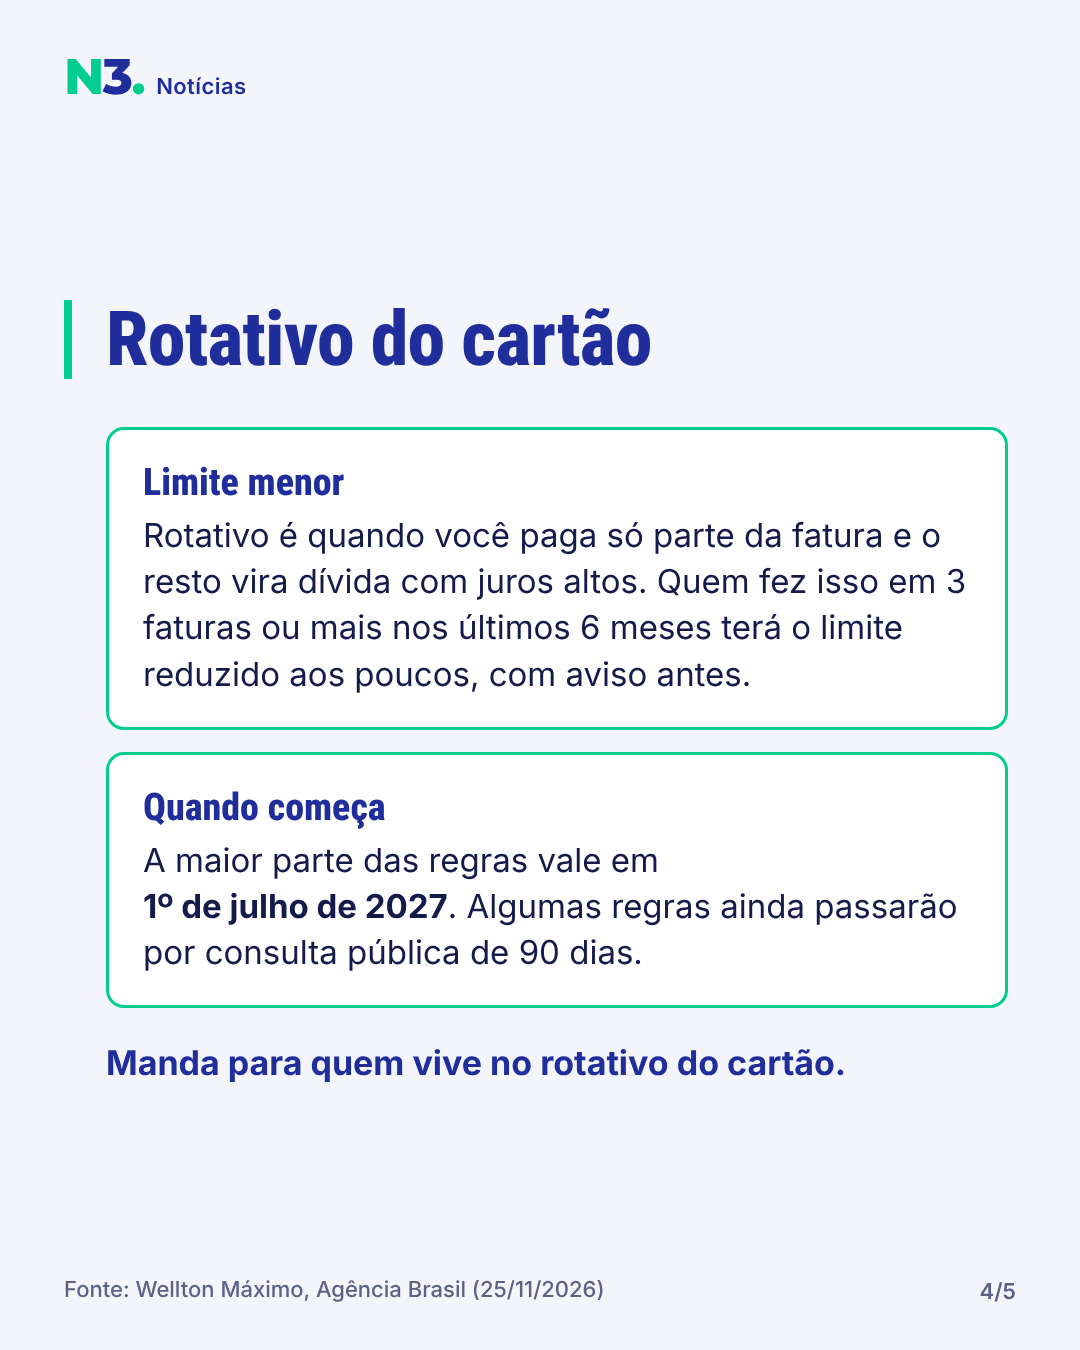 N3. Notícias
Rotativo do cartão
Limite menor
Rotativo é quando você paga só parte da fatura e o
resto vira dívida com juros altos. Quem fez isso em 3
faturas ou mais nos últimos 6 meses terá o limite
reduzido aos poucos, com aviso antes.
Quando começa
A maior parte das regras vale em
1º de julho de 2027. Algumas regras ainda passarão
por consulta pública de 90 dias.
Manda para quem vive no rotativo do cartão.
Fonte: Wellton Máximo, Agência Brasil (25/11/2026)
4/5